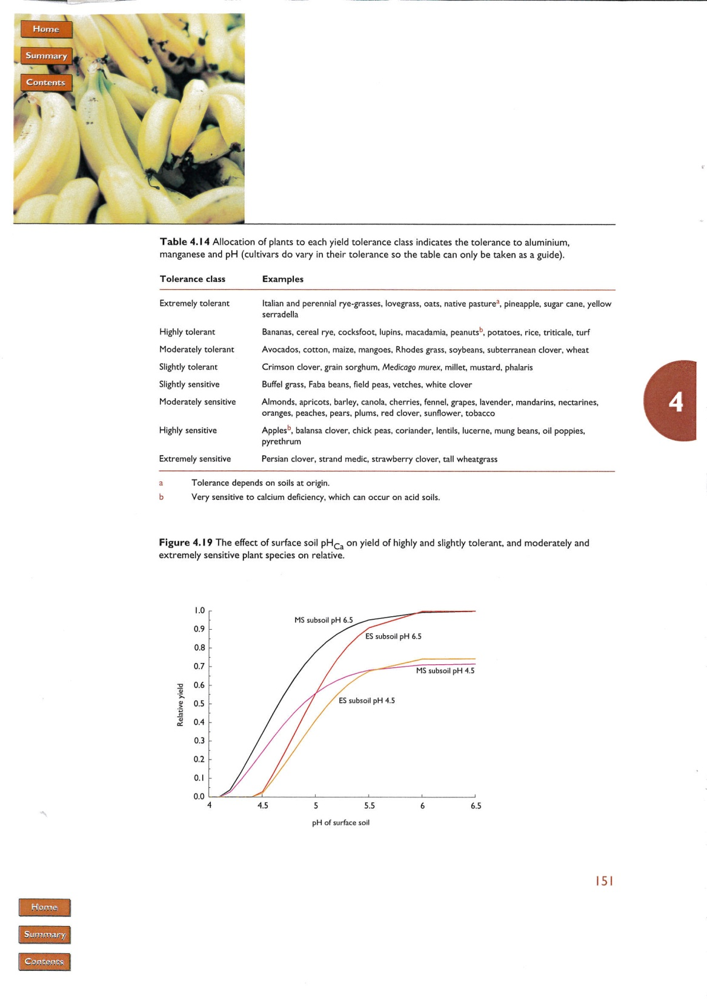 Home
Summary
Contents
Table 4.14 Allocation of plants to each yield tolerance class indicates the tolerance to aluminium,
manganese and pH (cultivars do vary in their tolerance so the table can only be taken as a guide).
Tolerance class Examples
Extremely tolerant Italian and perennial rye-grasses, lovegrass, oats, native pastureᵃ, pineapple, sugar cane, yellow
serradella
Highly tolerant Bananas, cereal rye, cocksfoot, lupins, macadamia, peanutsᵇ, potatoes, rice, triticale, turf
Moderately tolerant Avocados, cotton, maize, mangoes, Rhodes grass, soybeans, subterranean clover, wheat
Slightly tolerant Crimson clover, grain sorghum, Medicago murex, millet, mustard, phalaris
Slightly sensitive Buffel grass, Faba beans, field peas, vetches, white clover
Moderately sensitive Almonds, apricots, barley, canola, cherries, fennel, grapes, lavender, mandarins, nectarines,
oranges, peaches, pears, plums, red clover, sunflower, tobacco
Highly sensitive Applesᵇ, balansa clover, chick peas, coriander, lentils, lucerne, mung beans, oil poppies,
pyrethrum
Extremely sensitive Persian clover, strand medic, strawberry clover, tall wheatgrass
a Tolerance depends on soils at origin.
b Very sensitive to calcium deficiency, which can occur on acid soils.
4
Figure 4.19 The effect of surface soil pHCa on yield of highly and slightly tolerant, and moderately and
extremely sensitive plant species on relative.
Relative yield
1.0
0.9
0.8
0.7
0.6
0.5
0.4
0.3
0.2
0.1
0.0
MS subsoil pH 6.5
ES subsoil pH 6.5
MS subsoil pH 4.5
ES subsoil pH 4.5
4 4.5 5 5.5 6 6.5
pH of surface soil
151
Home
Summary
Contents